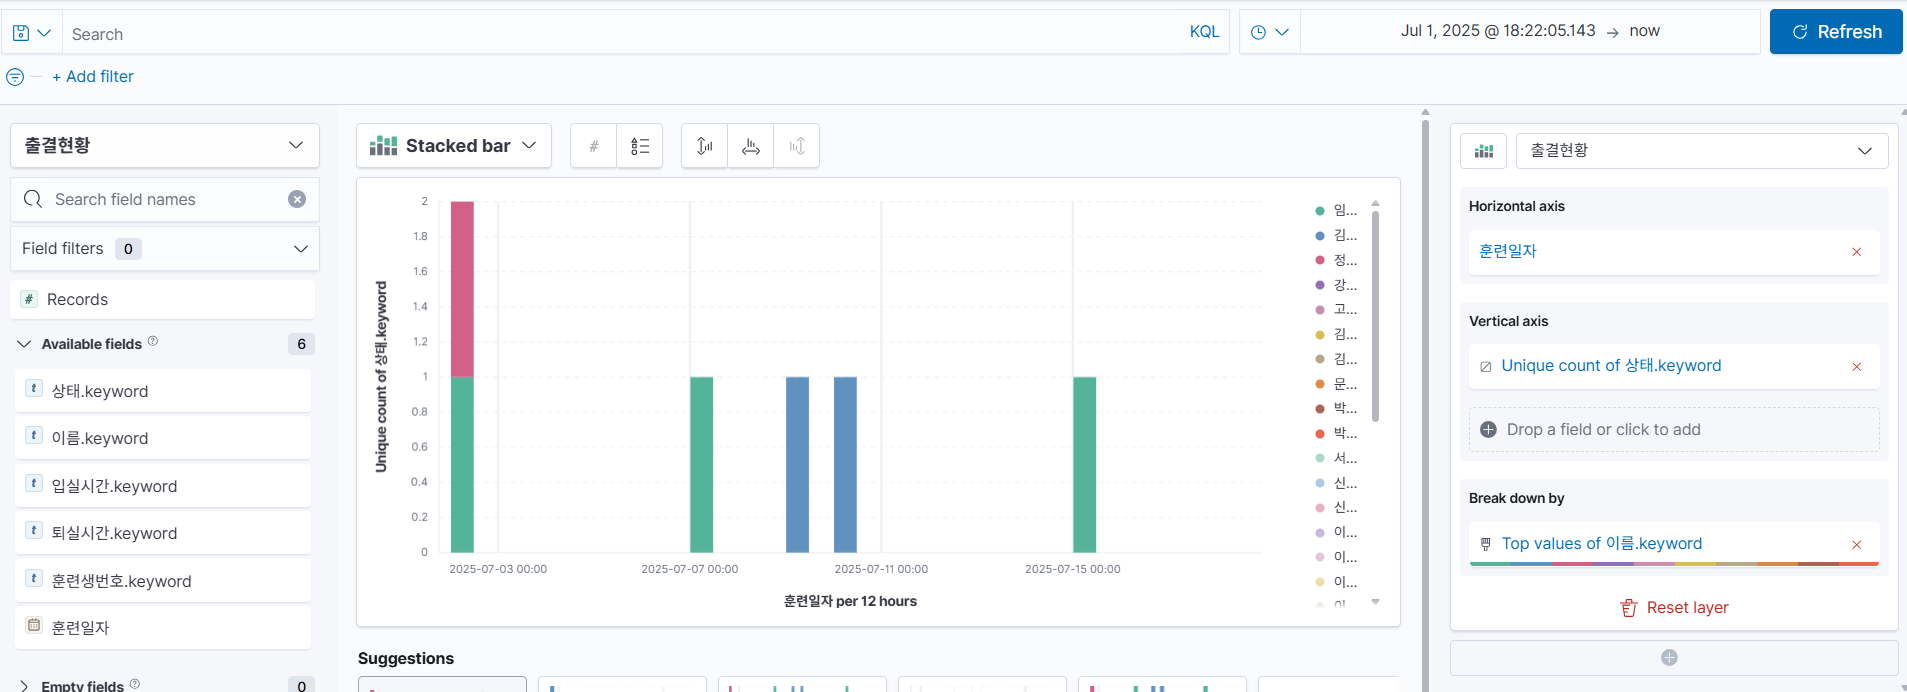 Search
KQL
Jul 1, 2025 @ 18:22:05.143 → now
Refresh
+ Add filter
출결현황
Search field names
Field filters 0
# Records
Available fields 6
t 상태.keyword
t 이름.keyword
t 입실시간.keyword
t 퇴실시간.keyword
t 훈련생번호.keyword
훈련일자
Empty fields 0
Stacked bar
#
Unique count of 상태.keyword
2
1.8
1.6
1.4
1.2
1
0.8
0.6
0.4
0.2
0
2025-07-03 00:00
2025-07-07 00:00
2025-07-11 00:00
2025-07-15 00:00
훈련일자 per 12 hours
임...
김...
정...
강...
고...
김...
김...
문...
박...
박...
서...
신...
신...
이...
이...
이...
Suggestions
출결현황
Horizontal axis
훈련일자
Vertical axis
Unique count of 상태.keyword
Drop a field or click to add
Break down by
Top values of 이름.keyword
Reset layer